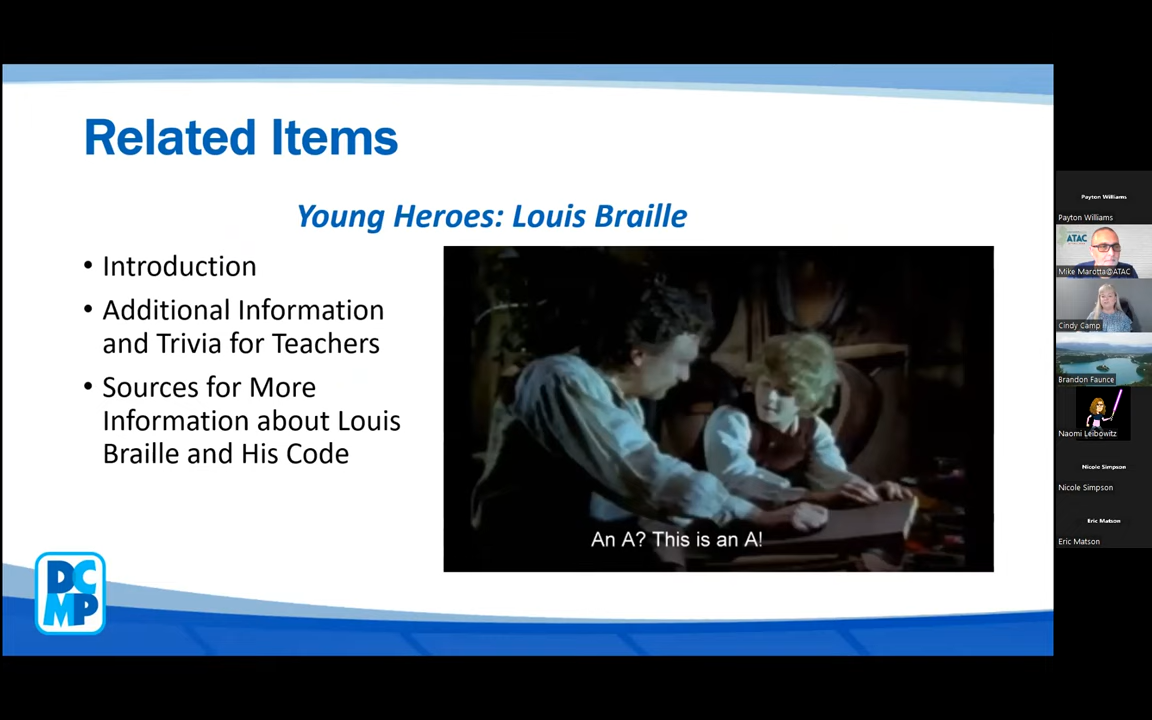 Related Items
Young Heroes: Louis Braille
• Introduction
• Additional Information
and Trivia for Teachers
• Sources for More
Information about Louis
Braille and His Code
An A? This is an A!
DC
MP
Payton Williams
Payton Williams
ATAC
Mike Marotta@ATAC
Cindy Camp
Brandon Faunce
Naomi Leibowitz
Nicole Simpson
Nicole Simpson
Eric Matson
Eric Matson